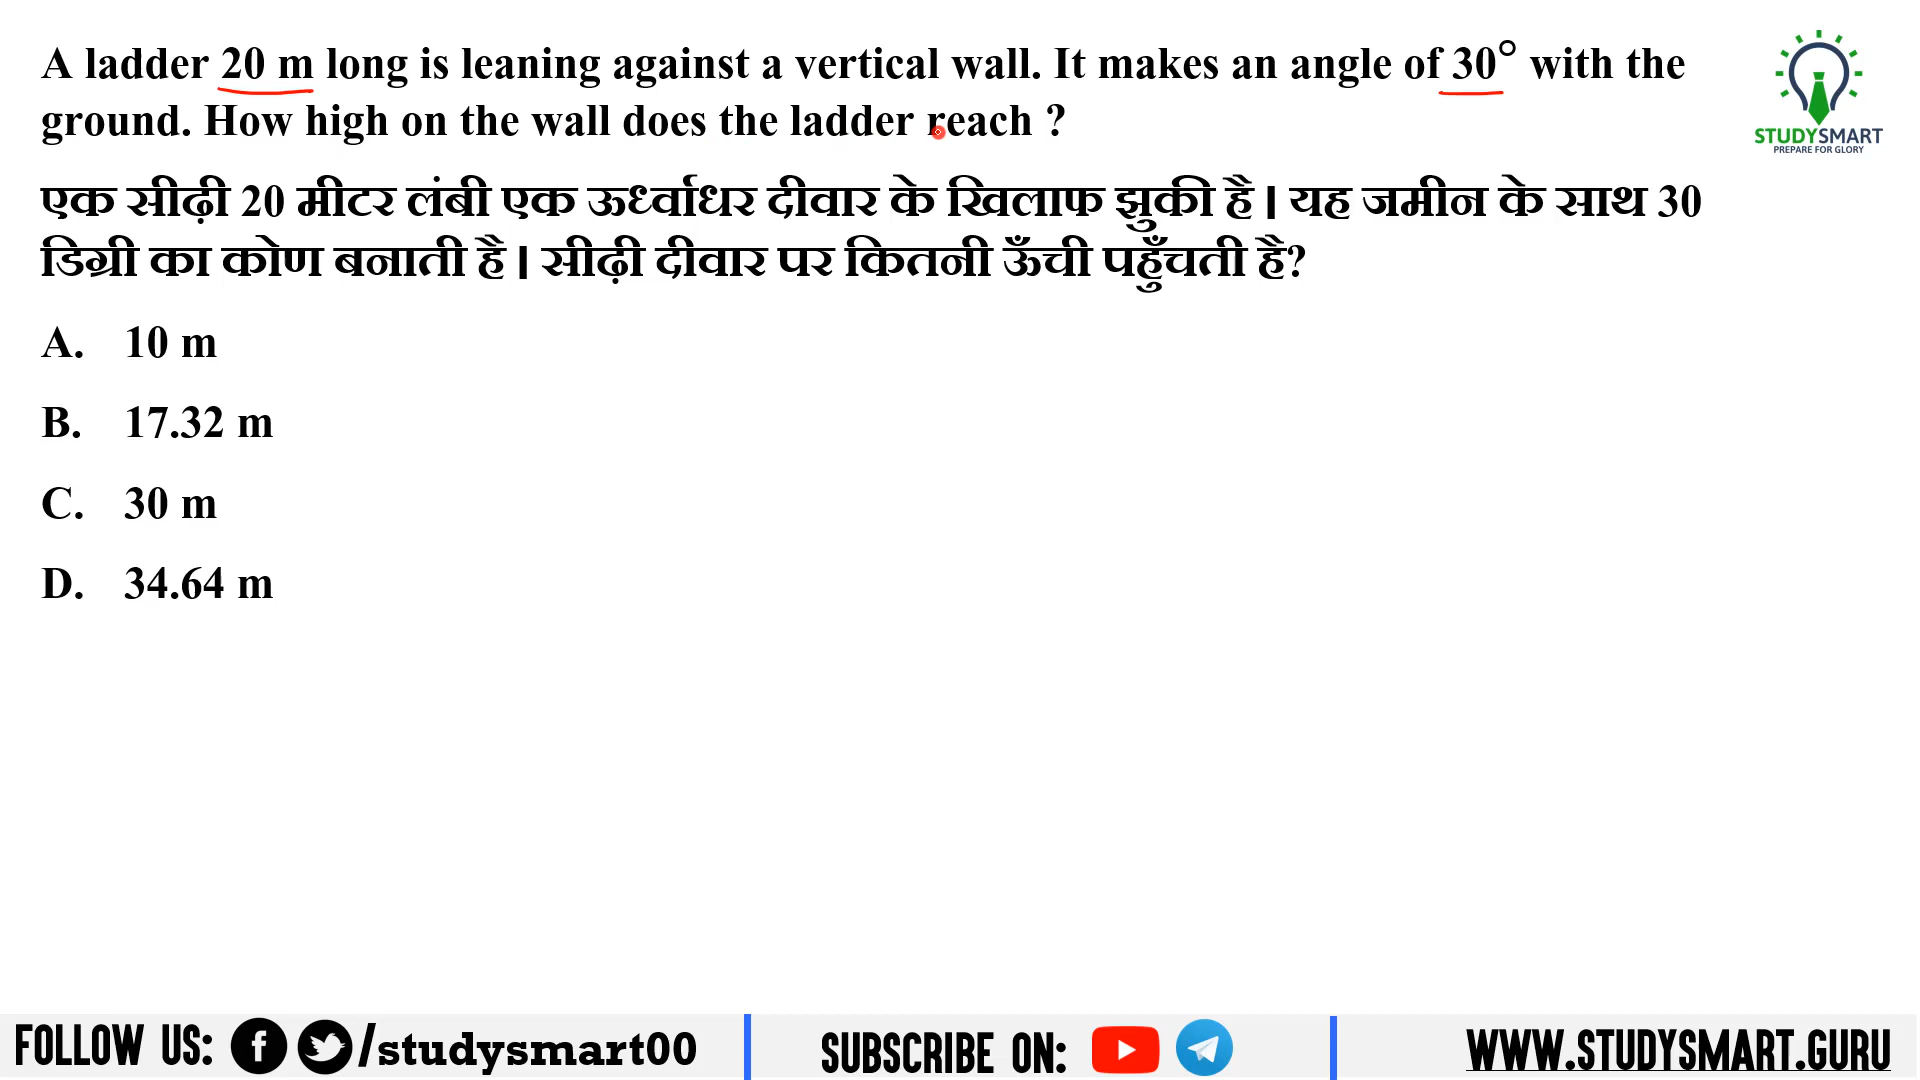 A ladder 20 m long is leaning against a vertical wall. It makes an angle of 30° with the
ground. How high on the wall does the ladder reach ?
एक सीढ़ी 20 मीटर लंबी एक ऊर्ध्वाधर दीवार के खिलाफ झुकी है। यह जमीन के साथ 30
डिग्री का कोण बनाती है। सीढ़ी दीवार पर कितनी ऊँची पहुँचती है?
A. 10 m
B. 17.32 m
C. 30 m
D. 34.64 m
STUDYSMART
PREPARE FOR GLORY
FOLLOW US: /studysmart00 SUBSCRIBE ON: WWW.STUDYSMART.GURU